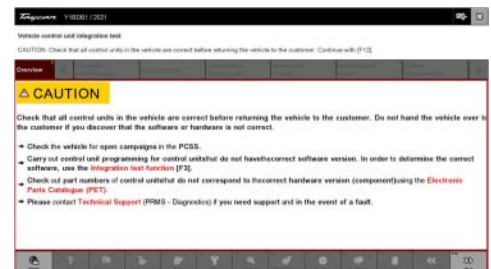 Taycan Y1BDB1 / 2021
Vehicle control unit integration test
CAUTION: Check that all control units in the vehicle are correct before returning the vehicle to the customer. Continue with [F12].
Overview
CAUTION
Check that all control units in the vehicle are correct before returning the vehicle to the customer. Do not hand the vehicle over to
the customer if you discover that the software or hardware is not correct.
➔ Check the vehicle for open campaigns in the PCSS.
➔ Carry out control unit programming for control unitsthat do not havethecorrect software version. In order to determine the correct
software, use the Integration test function [F3].
➔ Check out part numbers of control unitsthat do not correspond to thecorrect hardware version (component)using the Electronic
Parts Catalogue (PET).
➔ Please contact Technical Support (PRMS - Diagnostics) if you need support and in the event of a fault.